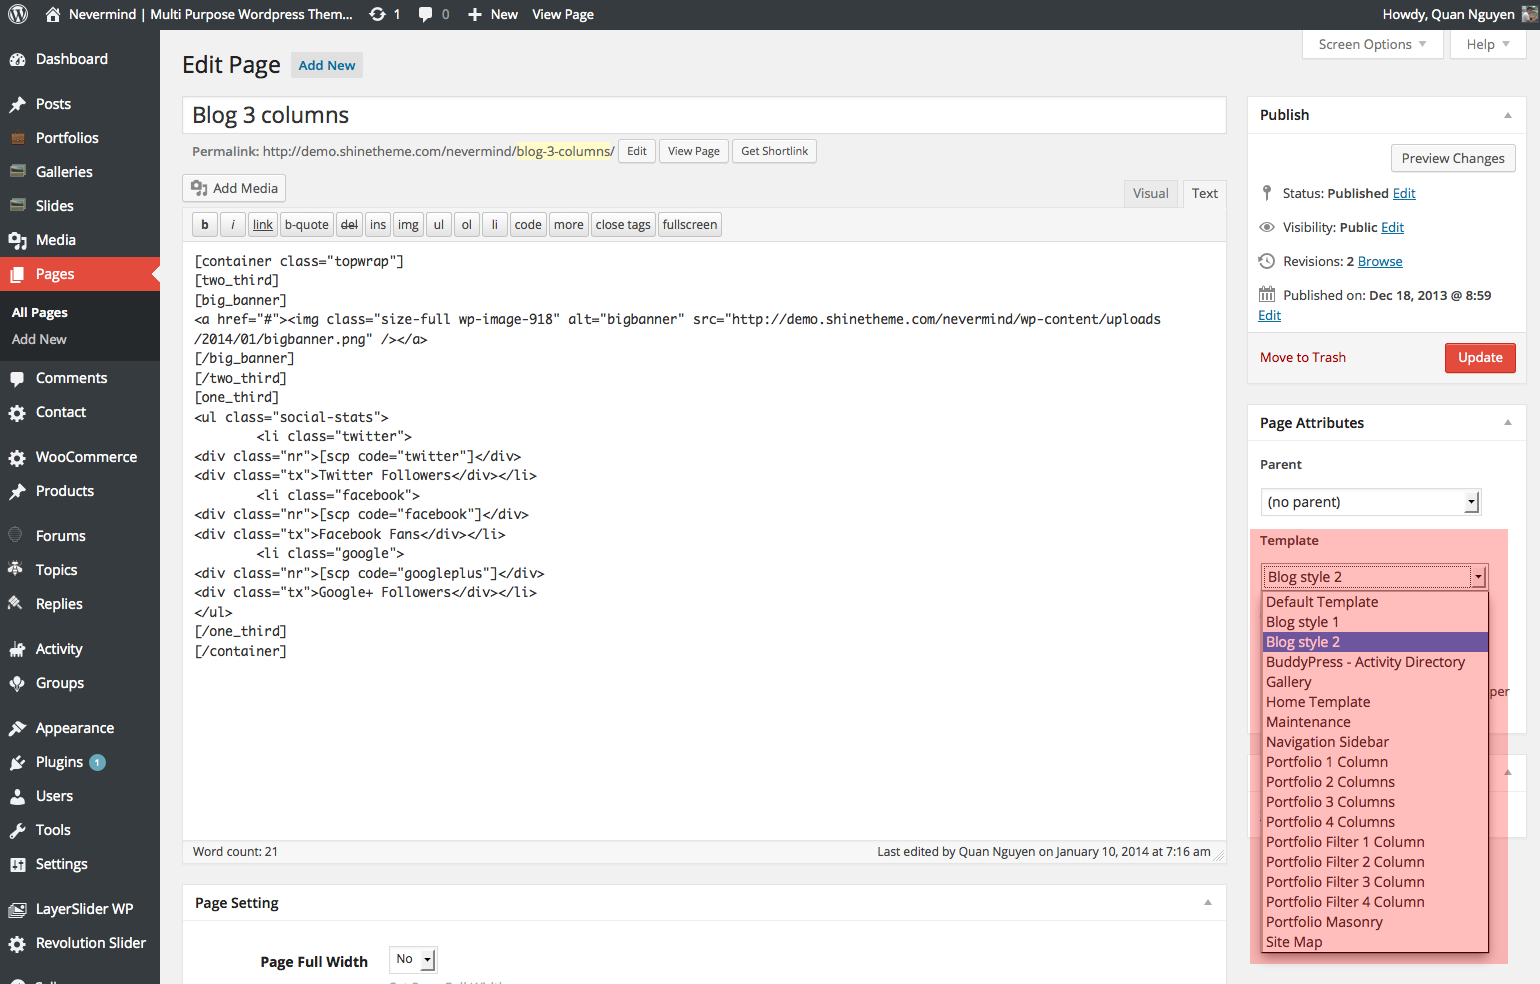 Nevermind | Multi Purpose Wordpress Them... 1 0 New View Page Howdy, Quan Nguyen
Dashboard
Posts
Portfolios
Galleries
Slides
Media
Pages
All Pages
Add New
Comments
Contact
WooCommerce
Products
Forums
Topics
Replies
Activity
Groups
Appearance
Plugins 1
Users
Tools
Settings
LayerSlider WP
Revolution Slider
Screen Options Help
Edit Page Add New
Blog 3 columns
Permalink: http://demo.shinetheme.com/nevermind/blog-3-columns/ Edit View Page Get Shortlink
Add Media Visual Text
b i link b-quote del ins img ul ol li code more close tags fullscreen
[container class="topwrap"]
[two_third]
[big_banner]
<a href="#"><img class="size-full wp-image-918" alt="bigbanner" src="http://demo.shinetheme.com/nevermind/wp-content/uploads
/2014/01/bigbanner.png" /></a>
[/big_banner]
[/two_third]
[one_third]
<ul class="social-stats">
<li class="twitter">
<div class="nr">[scp code="twitter"]</div>
<div class="tx">Twitter Followers</div></li>
<li class="facebook">
<div class="nr">[scp code="facebook"]</div>
<div class="tx">Facebook Fans</div></li>
<li class="google">
<div class="nr">[scp code="googleplus"]</div>
<div class="tx">Google+ Followers</div></li>
</ul>
[/one_third]
[/container]
Word count: 21 Last edited by Quan Nguyen on January 10, 2014 at 7:16 am
Page Setting
Page Full Width No
Publish
Preview Changes
Status: Published Edit
Visibility: Public Edit
Revisions: 2 Browse
Published on: Dec 18, 2013 @ 8:59
Edit
Move to Trash Update
Page Attributes
Parent
(no parent)
Template
Blog style 2
Default Template
Blog style 1
Blog style 2
BuddyPress - Activity Directory
Gallery
per
Home Template
Maintenance
Navigation Sidebar
Portfolio 1 Column
Portfolio 2 Columns
Portfolio 3 Columns
Portfolio 4 Columns
Portfolio Filter 1 Column
Portfolio Filter 2 Column
Portfolio Filter 3 Column
Portfolio Filter 4 Column
Portfolio Masonry
Site Map